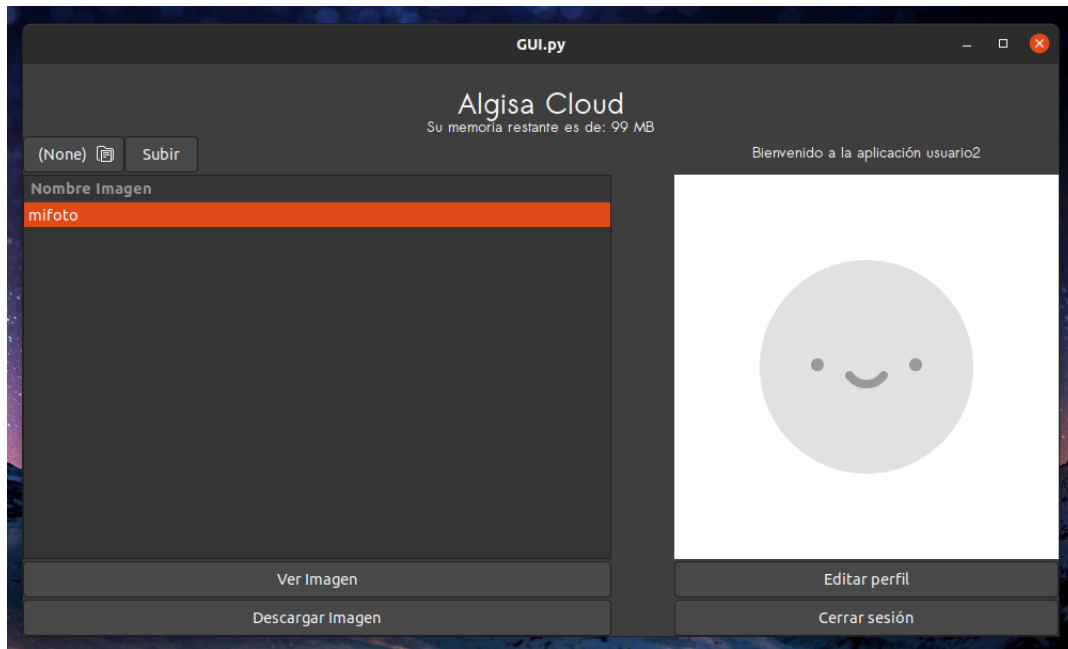 GUI.py
Algisa Cloud
Su memoria restante es de: 99 MB
(None) Subir
Bienvenido a la aplicación usuario2
Nombre Imagen
mifoto
Ver Imagen
Editar perfil
Descargar Imagen
Cerrar sesión